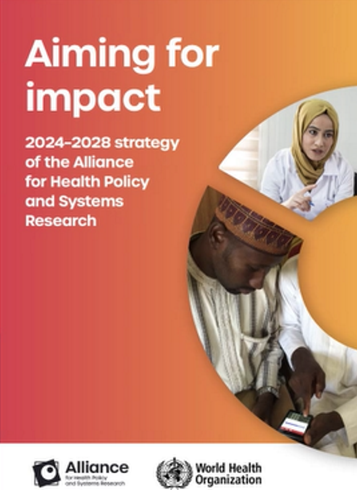 Aiming for
impact
2024–2028 strategy
of the Alliance
for Health Policy
and Systems
Research
Alliance
for Health Policy
and Systems Research
World Health
Organization